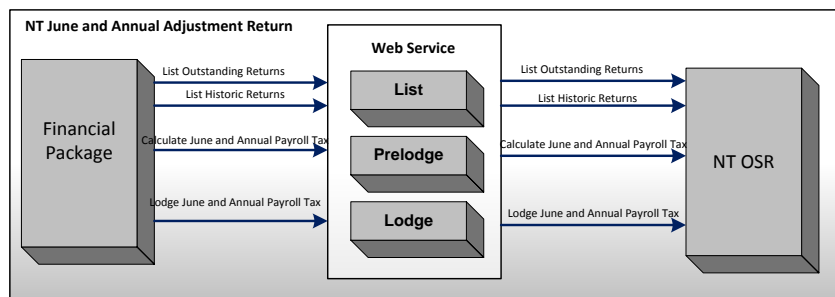 NT June and Annual Adjustment Return
Web Service
List Outstanding Returns
List Historic Returns
Calculate June and Annual Payroll Tax
Lodge June and Annual Payroll Tax
Financial
Package
List
Prelodge
Lodge
List Outstanding Returns
List Historic Returns
Calculate June and Annual Payroll Tax
Lodge June and Annual Payroll Tax
NT OSR